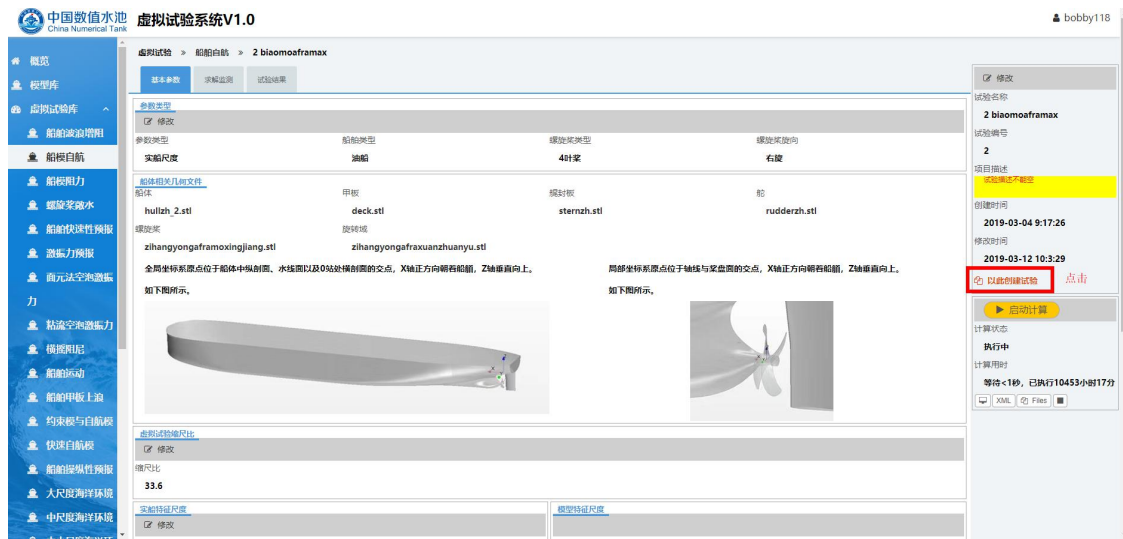 中国数值水池
China Numerical Tank
虚拟试验系统V1.0
bobby118
概览
模型库
虚拟试验库
船舶波浪增阻
船模自航
船模阻力
螺旋桨敞水
船舶快速性预报
激振力预报
面元法空泡激振
力
粘流空泡激振力
横摇阻尼
船舶运动
船舶甲板上浪
约束模与自航模
快速自航模
船舶操纵性预报
大尺度海洋环境
中尺度海洋环境
虚拟试验 » 船舶自航 » 2 biaomoaframax
基本参数 求解监测 试验结果
参数类型
修改
参数类型 船舶类型 螺旋桨类型 螺旋桨旋向
实船尺度 油船 4叶桨 右旋
船体相关几何文件
船体 甲板 艉封板 舵
hullzh_2.stl deck.stl sternzh.stl rudderzh.stl
螺旋桨 旋转域
zihangyongaframoxingjiang.stl zihangyongafraxuanzhuanyu.stl
全局坐标系原点位于船体中纵剖面、水线面以及0站处横剖面的交点，X轴正方向朝着船艏，Z轴垂直向上。
如下图所示。
局部坐标系原点位于轴线与桨盘面的交点，X轴正方向朝着船艏，Z轴垂直向上。
如下图所示。
虚拟试验缩尺比
修改
缩尺比
33.6
实船特征尺度 模型特征尺度
修改
修改
试验名称
2 biaomoaframax
试验编号
2
项目描述
试验描述不能空
创建时间
2019-03-04 9:17:26
修改时间
2019-03-12 10:3:29
以此创建试验 点击
启动计算
计算状态
执行中
计算用时
等待<1秒，已执行10453小时17分
XML Files